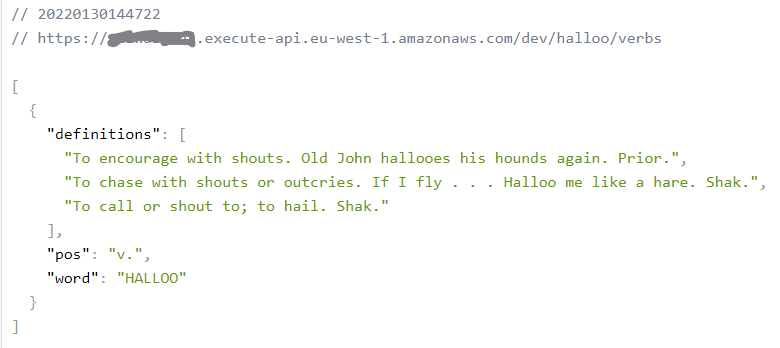 // 20220130144722
// https://.execute-api.eu-west-1.amazonaws.com/dev/halloo/verbs
[
{
"definitions": [
"To encourage with shouts. Old John hallooes his hounds again. Prior.",
"To chase with shouts or outcries. If I fly . . . Halloo me like a hare. Shak.",
"To call or shout to; to hail. Shak."
],
"pos": "v.",
"word": "HALLOO"
}
]